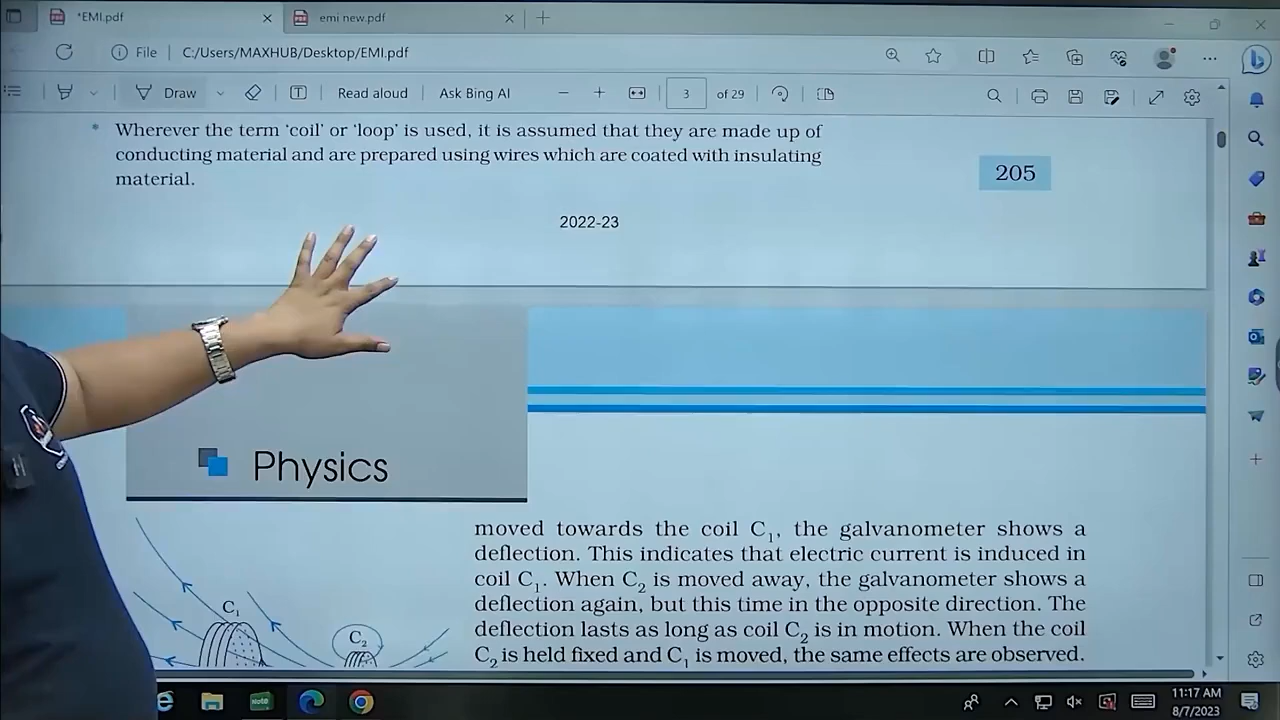 *EMI.pdf
emi new.pdf
File
C:/Users/MAXHUB/Desktop/EMI.pdf
Draw
Read aloud
Ask Bing AI
3
of 29
* Wherever the term ‘coil’ or ‘loop’ is used, it is assumed that they are made up of
conducting material and are prepared using wires which are coated with insulating
material.
205
2022-23
Physics
moved towards the coil C₁, the galvanometer shows a
deflection. This indicates that electric current is induced in
coil C₁. When C₂ is moved away, the galvanometer shows a
deflection again, but this time in the opposite direction. The
deflection lasts as long as coil C₂ is in motion. When the coil
C₂ is held fixed and C₁ is moved, the same effects are observed.
C₁
C₂
11:17 AM
8/7/2023